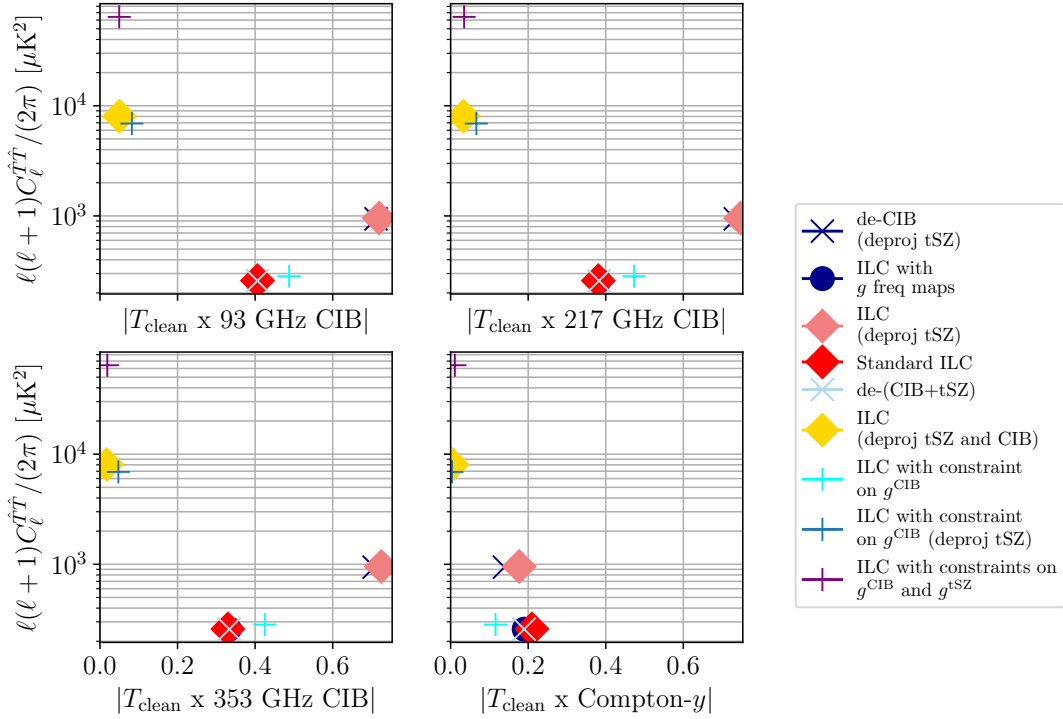 ℓ(ℓ + 1)C_ℓ^{T̂T̂}/(2π) [μK²]
10⁴
10³
|T_clean x 93 GHz CIB|
|T_clean x 217 GHz CIB|
ℓ(ℓ + 1)C_ℓ^{T̂T̂}/(2π) [μK²]
10⁴
10³
0.0 0.2 0.4 0.6
0.0 0.2 0.4 0.6
|T_clean x 353 GHz CIB|
|T_clean x Compton-y|
de-CIB
(deproj tSZ)
ILC with
g freq maps
ILC
(deproj tSZ)
Standard ILC
de-(CIB+tSZ)
ILC
(deproj tSZ and CIB)
ILC with constraint
on g^CIB
ILC with constraint
on g^CIB (deproj tSZ)
ILC with constraints on
g^CIB and g^tSZ